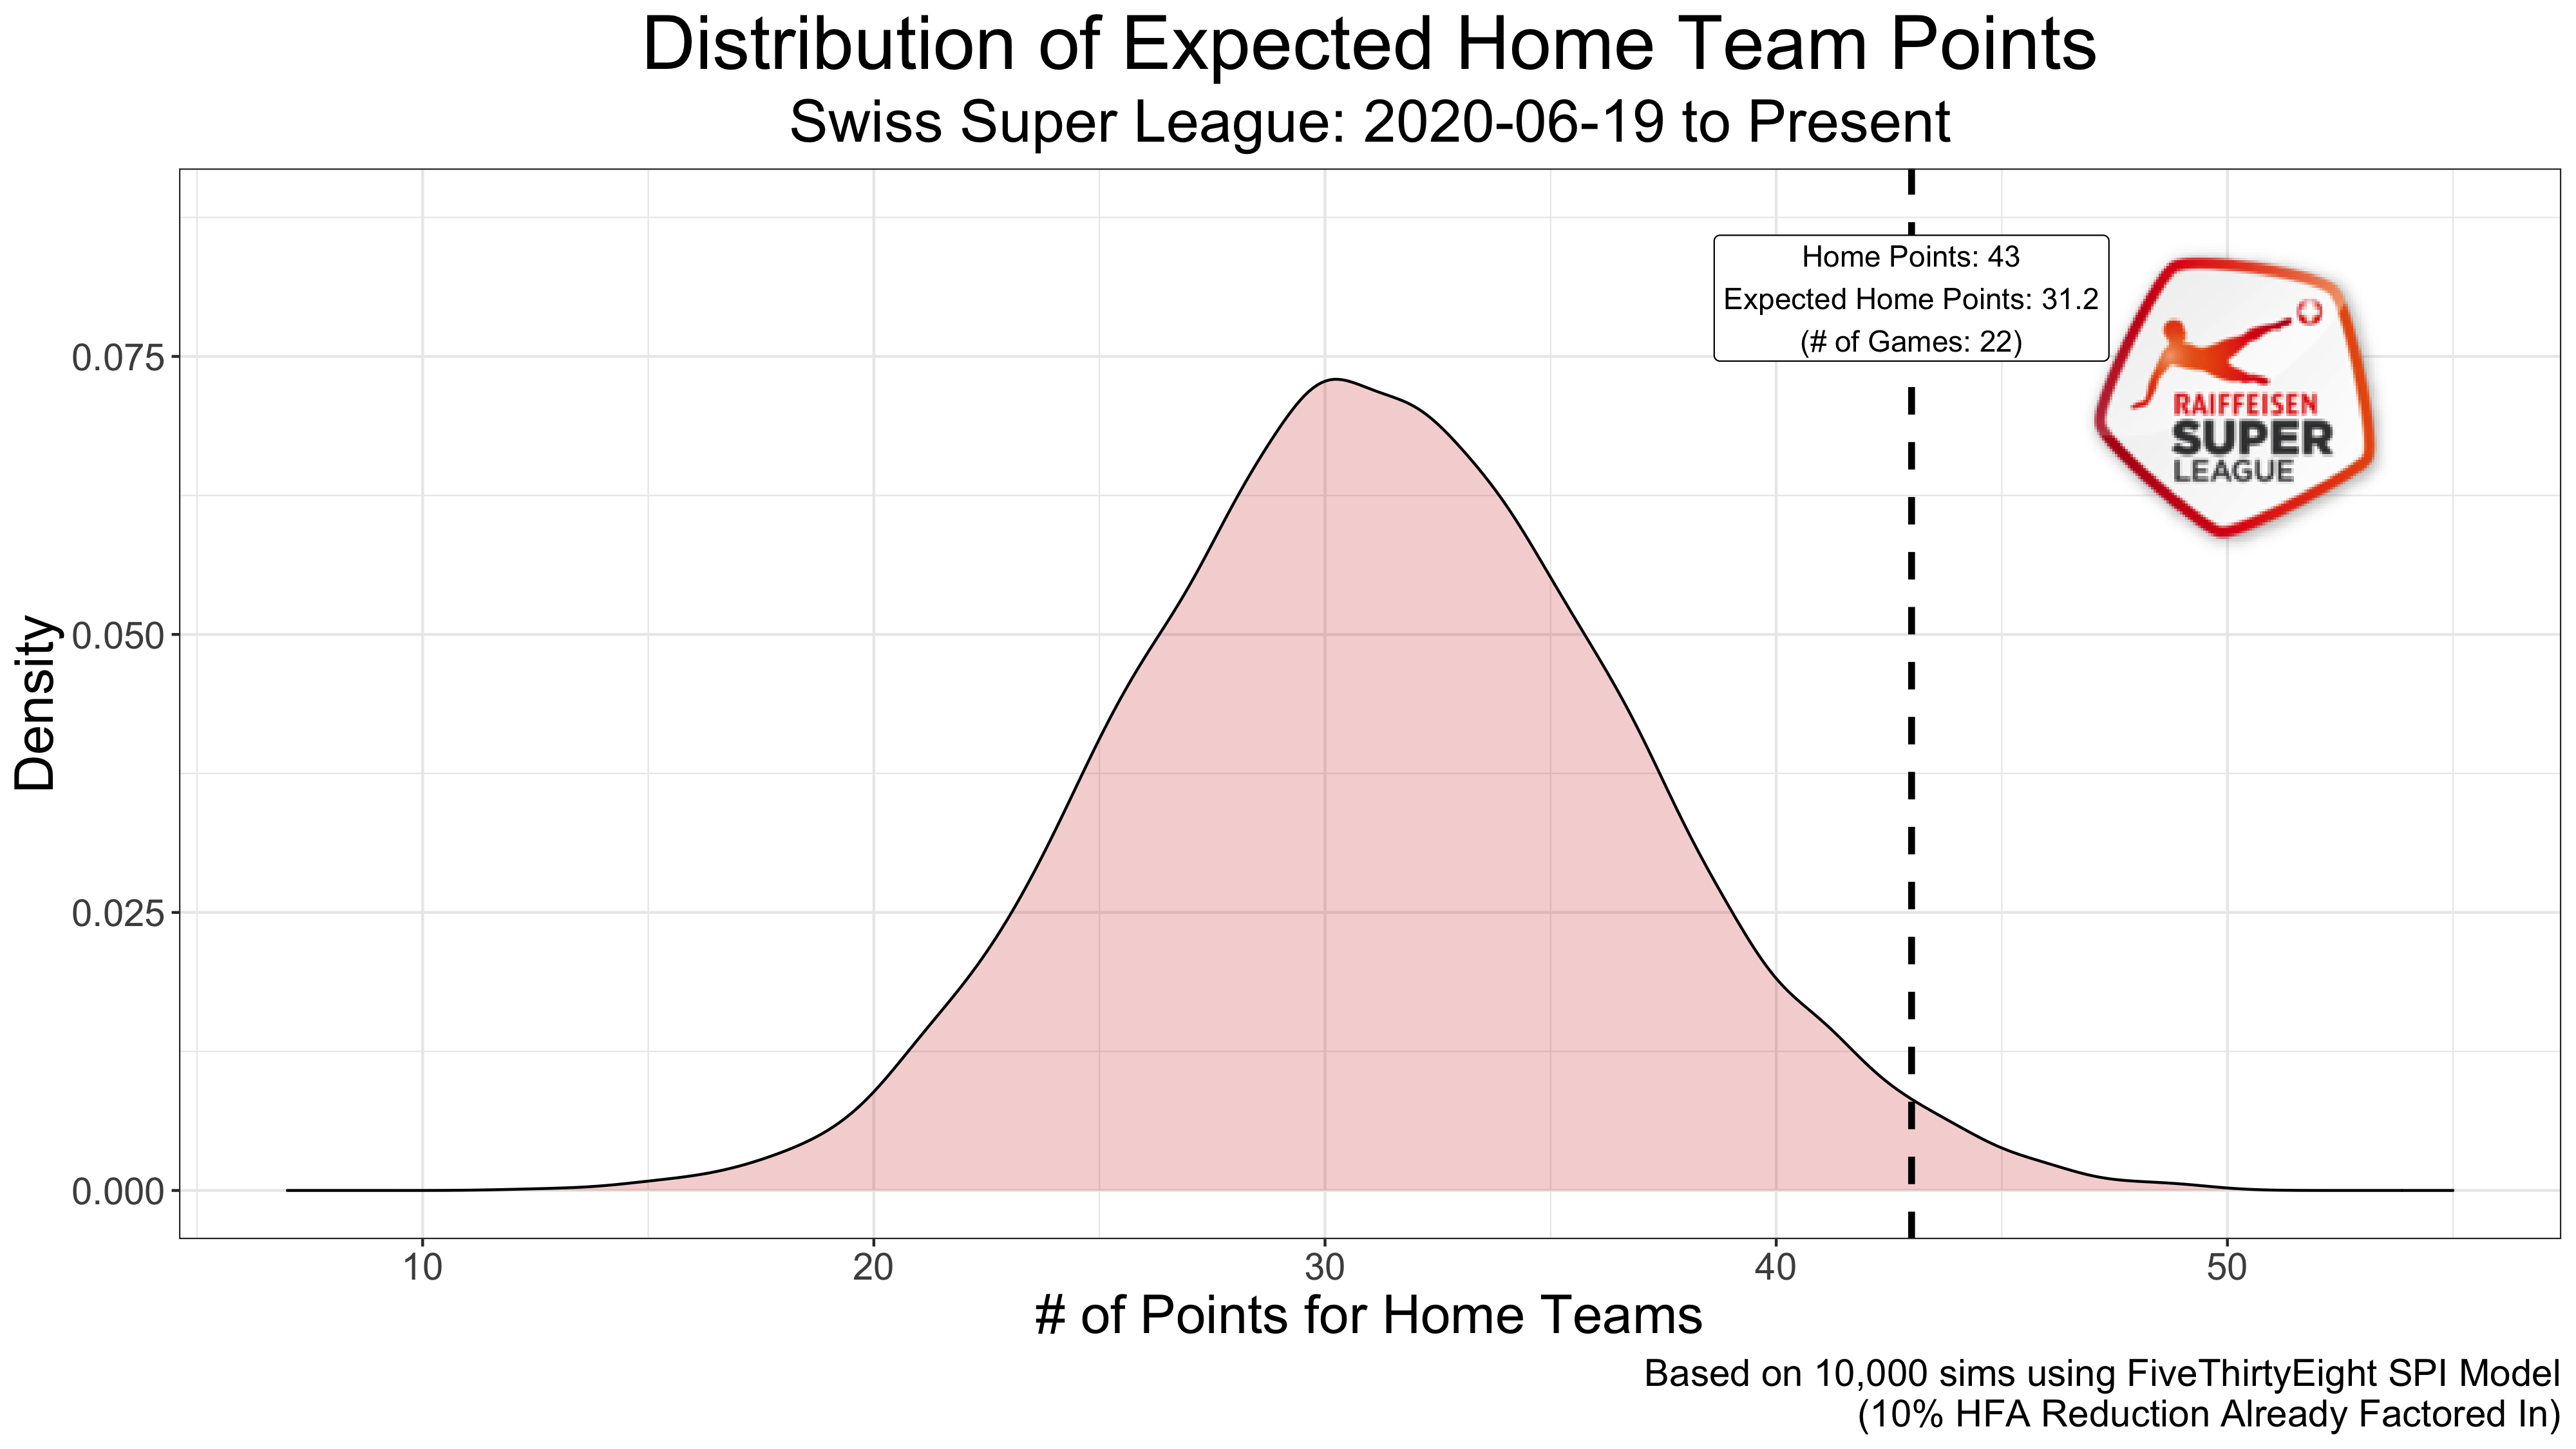 Distribution of Expected Home Team Points
Swiss Super League: 2020-06-19 to Present
Home Points: 43
Expected Home Points: 31.2
(# of Games: 22)
RAIFFEISEN
SUPER
LEAGUE
Density
0.075
0.050
0.025
0.000
10 20 30 40 50
# of Points for Home Teams
Based on 10,000 sims using FiveThirtyEight SPI Model
(10% HFA Reduction Already Factored In)